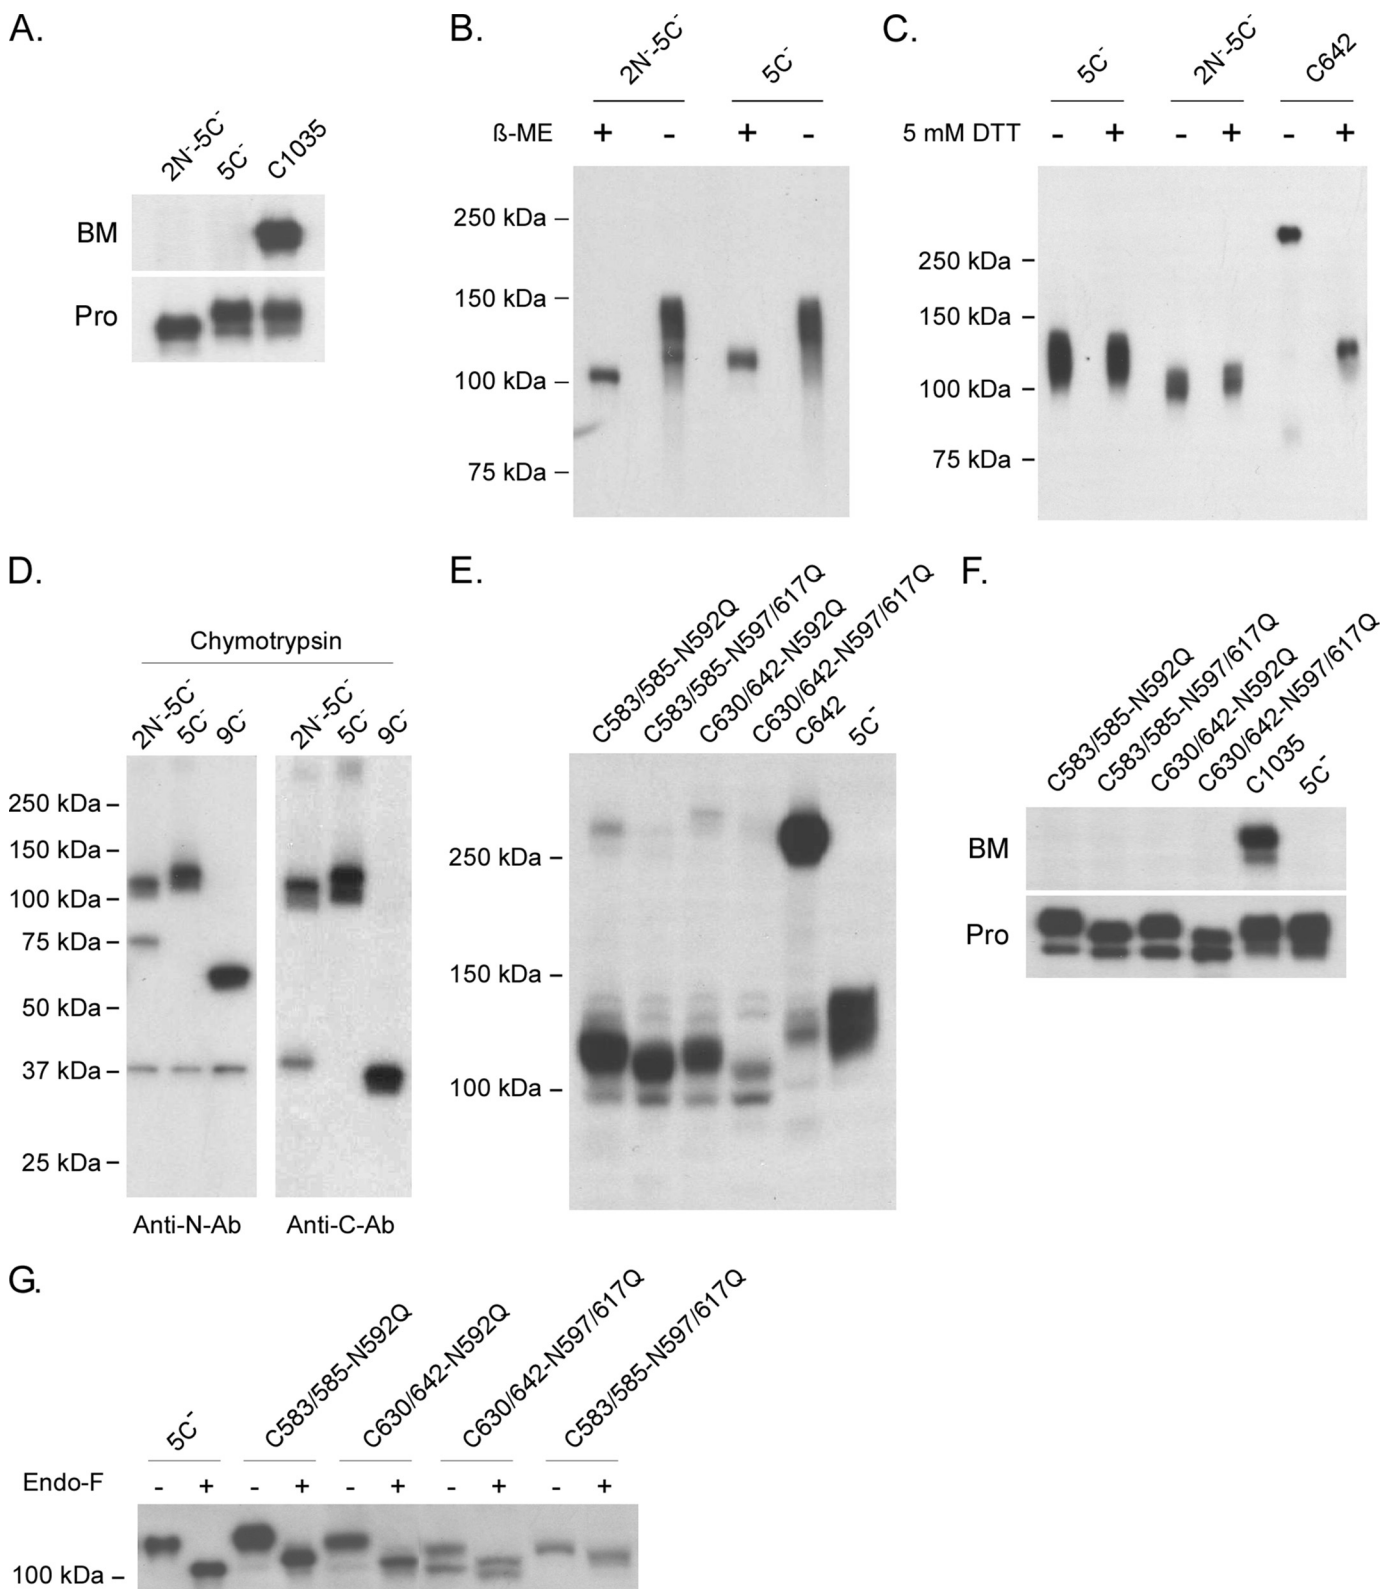 A.
2N⁻-5C⁻
5C⁻
C1035
BM
Pro
B.
2N⁻-5C⁻
5C⁻
ß-ME
+
-
+
-
250 kDa
150 kDa
100 kDa
75 kDa
C.
5C⁻
2N⁻-5C⁻
C642
5 mM DTT
-
+
-
+
-
+
250 kDa
150 kDa
100 kDa
75 kDa
D.
Chymotrypsin
2N⁻-5C⁻
5C⁻
9C⁻
2N⁻-5C⁻
5C⁻
9C⁻
250 kDa
150 kDa
100 kDa
75 kDa
50 kDa
37 kDa
25 kDa
Anti-N-Ab
Anti-C-Ab
E.
C583/585-N592Q
C583/585-N597/617Q
C630/642-N592Q
C630/642-N597/617Q
C642
5C⁻
250 kDa
150 kDa
100 kDa
F.
C583/585-N592Q
C583/585-N597/617Q
C630/642-N592Q
C630/642-N597/617Q
C1035
5C⁻
BM
Pro
G.
5C⁻
C583/585-N592Q
C630/642-N592Q
C630/642-N597/617Q
C583/585-N597/617Q
Endo-F
-
+
-
+
-
+
-
+
-
+
100 kDa